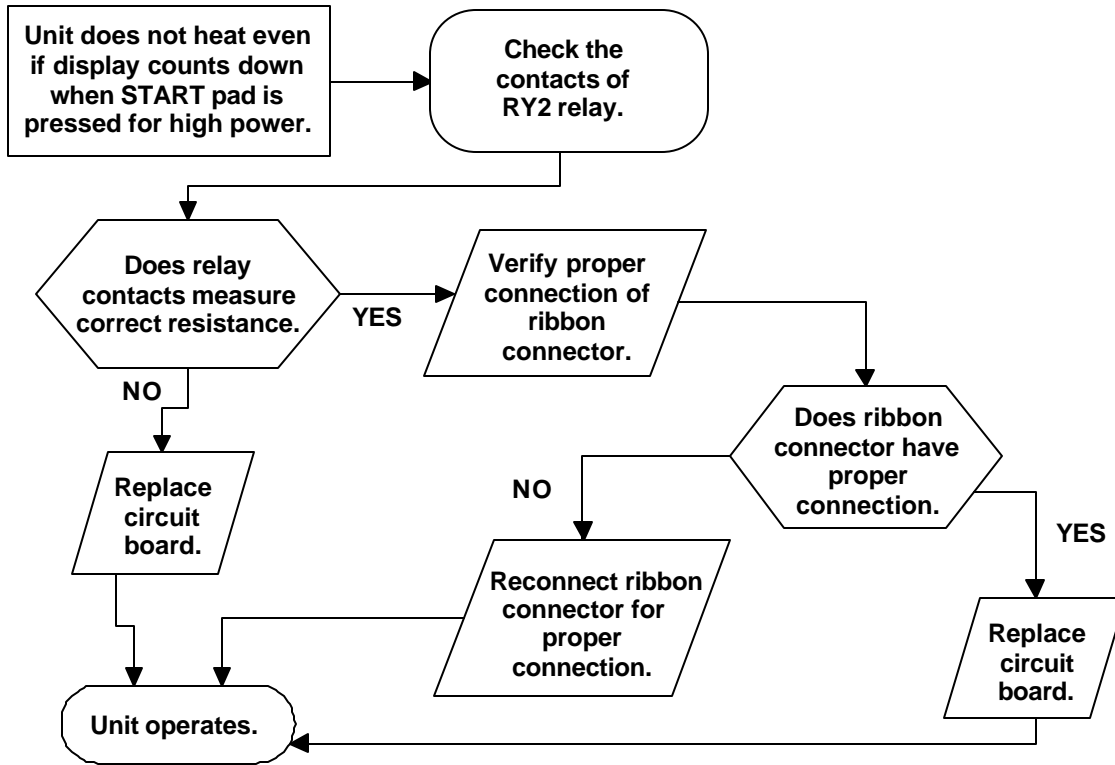 Unit does not heat even
if display counts down
when START pad is
pressed for high power.
Check the
contacts of
RY2 relay.
Does relay
contacts measure
correct resistance.
YES
Verify proper
connection of
ribbon
connector.
NO
Replace
circuit
board.
Does ribbon
connector have
proper
connection.
NO
Reconnect ribbon
connector for
proper
connection.
YES
Replace
circuit
board.
Unit operates.